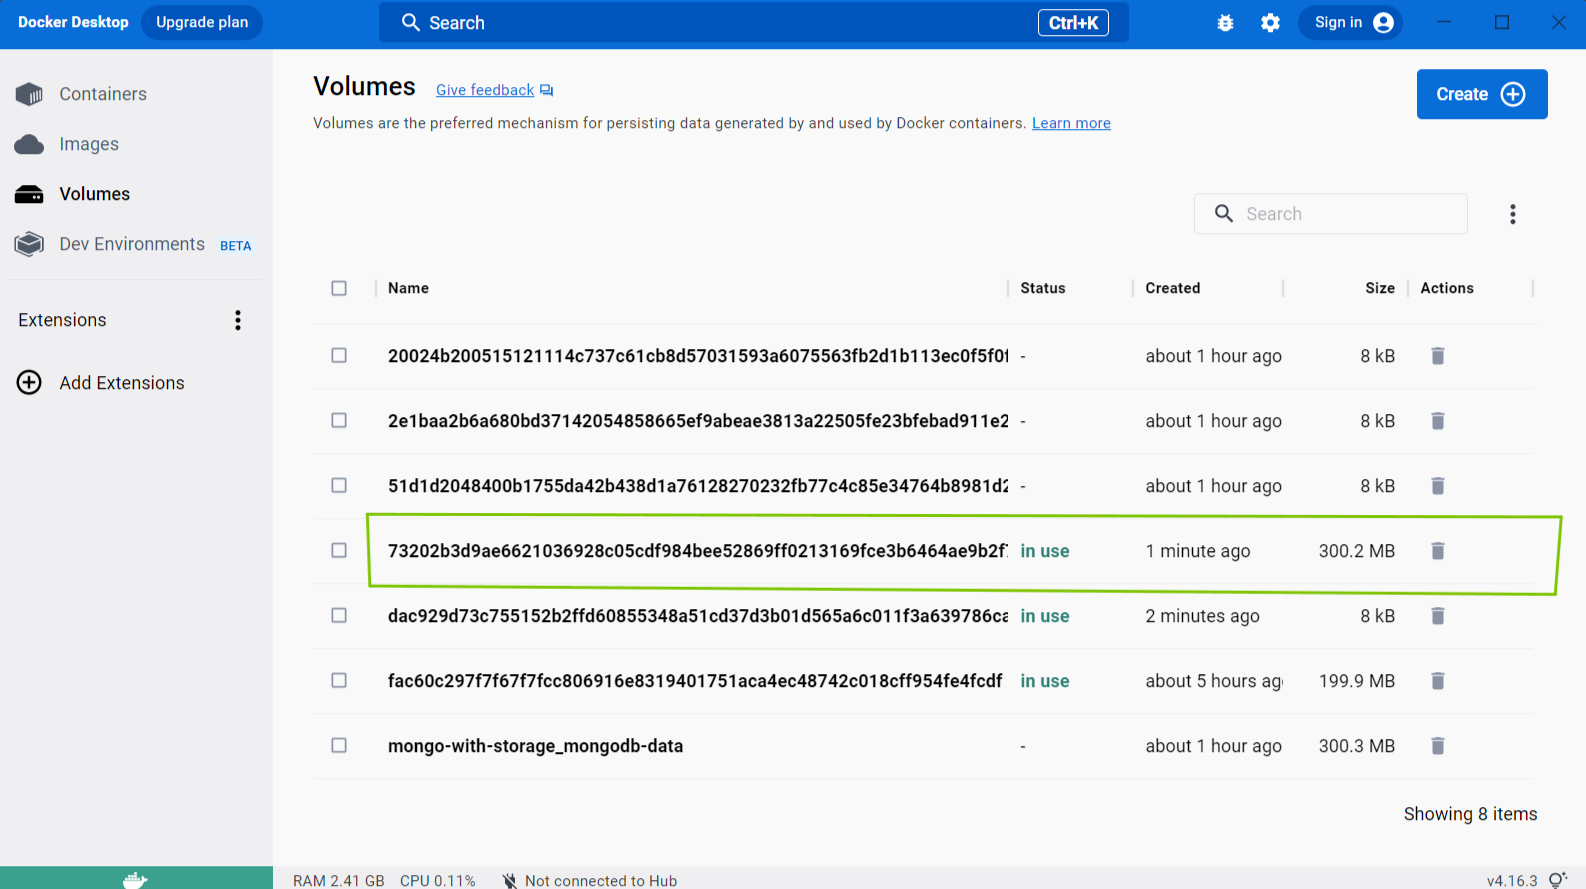 Docker Desktop Upgrade plan Search Ctrl+K Sign in
Containers
Images
Volumes
Dev Environments BETA
Extensions
Add Extensions
Volumes Give feedback
Create
Volumes are the preferred mechanism for persisting data generated by and used by Docker containers. Learn more
Search
Name Status Created Size Actions
20024b200515121114c737c61cb8d57031593a6075563fb2d1b113ec0f5f0f - about 1 hour ago 8 kB
2e1baa2b6a680bd37142054858665ef9abeae3813a22505fe23bfebad911e2 - about 1 hour ago 8 kB
51d1d2048400b1755da42b438d1a76128270232fb77c4c85e34764b8981d2 - about 1 hour ago 8 kB
73202b3d9ae6621036928c05cdf984bee52869ff0213169fce3b6464ae9b2f7 in use 1 minute ago 300.2 MB
dac929d73c755152b2ffd60855348a51cd37d3b01d565a6c011f3a639786ca in use 2 minutes ago 8 kB
fac60c297f7f67f7fcc806916e8319401751aca4ec48742c018cff954fe4fcdf in use about 5 hours ag 199.9 MB
mongo-with-storage_mongodb-data - about 1 hour ago 300.3 MB
Showing 8 items
RAM 2.41 GB CPU 0.11% Not connected to Hub v4.16.3